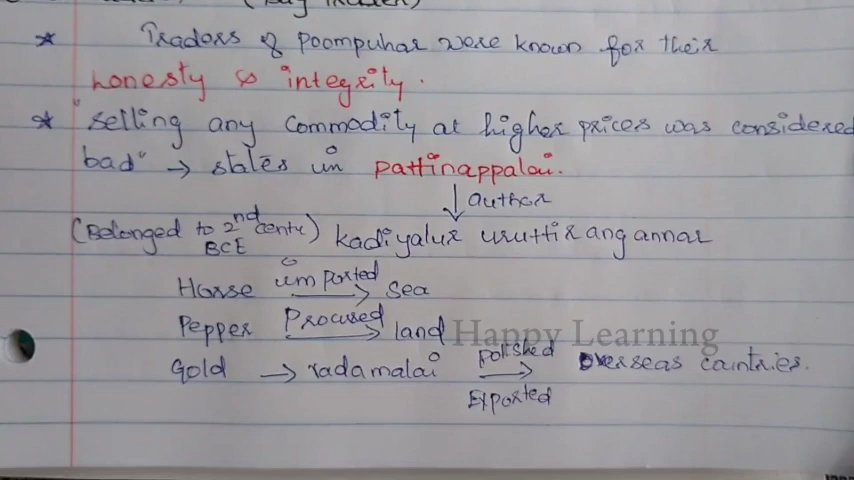 * Traders of poompuhar were known for their
honesty & integrity.
* "selling any commodity at higher prices was considered
bad" → states in pattinappalai.
↓ author
(Belonged to 2nd centu BCE) kadiyalur uruttirangannar
Horse imported → sea
Pepper Procured → land
Happy Learning
Gold → vadamalai polished → Exported overseas countries.